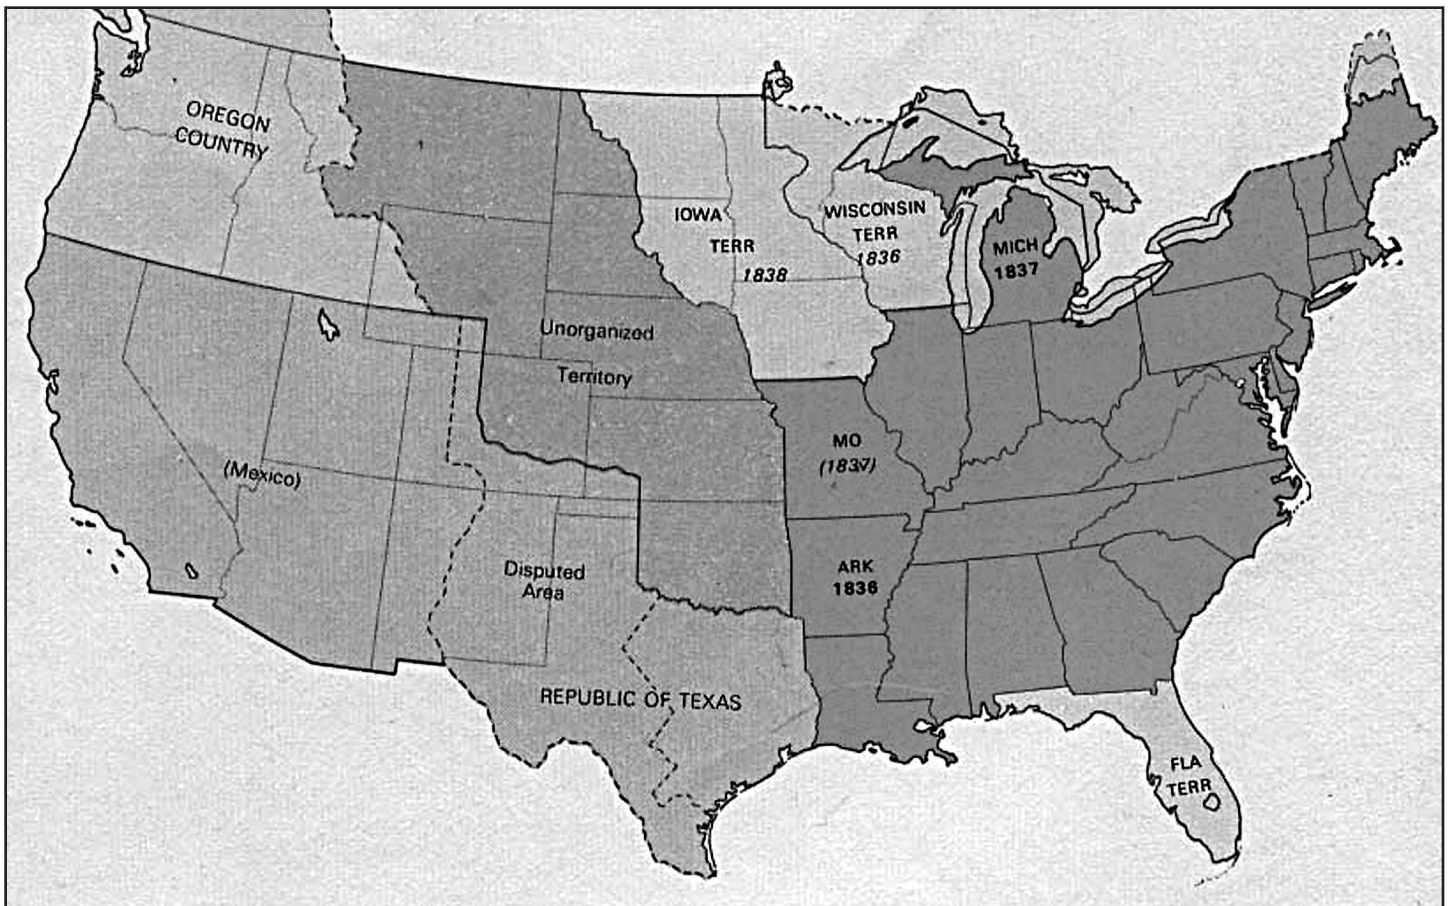 OREGON
COUNTRY
IOWA
TERR
1838
WISCONSIN
TERR
1836
MICH
1837
Unorganized
Territory
(Mexico)
MO
(1837)
Disputed
Area
ARK
1836
REPUBLIC OF TEXAS
FLA
TERR